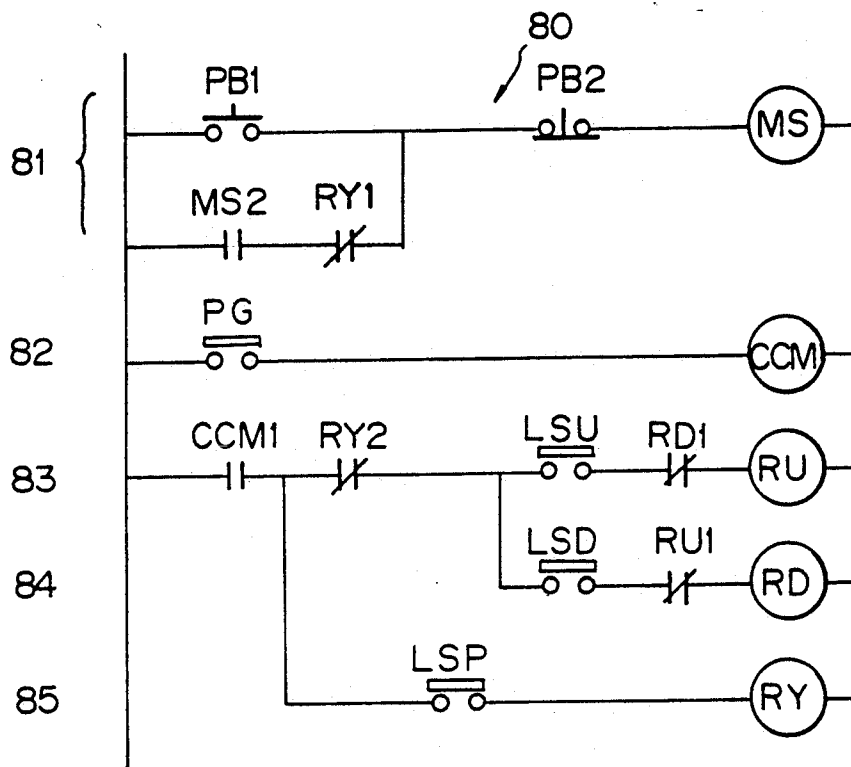 80
PB1
PB2
MS
81
MS2
RY1
PG
82
CCM
CCM1
RY2
LSU
RD1
83
RU
LSD
RU1
84
RD
LSP
85
RY